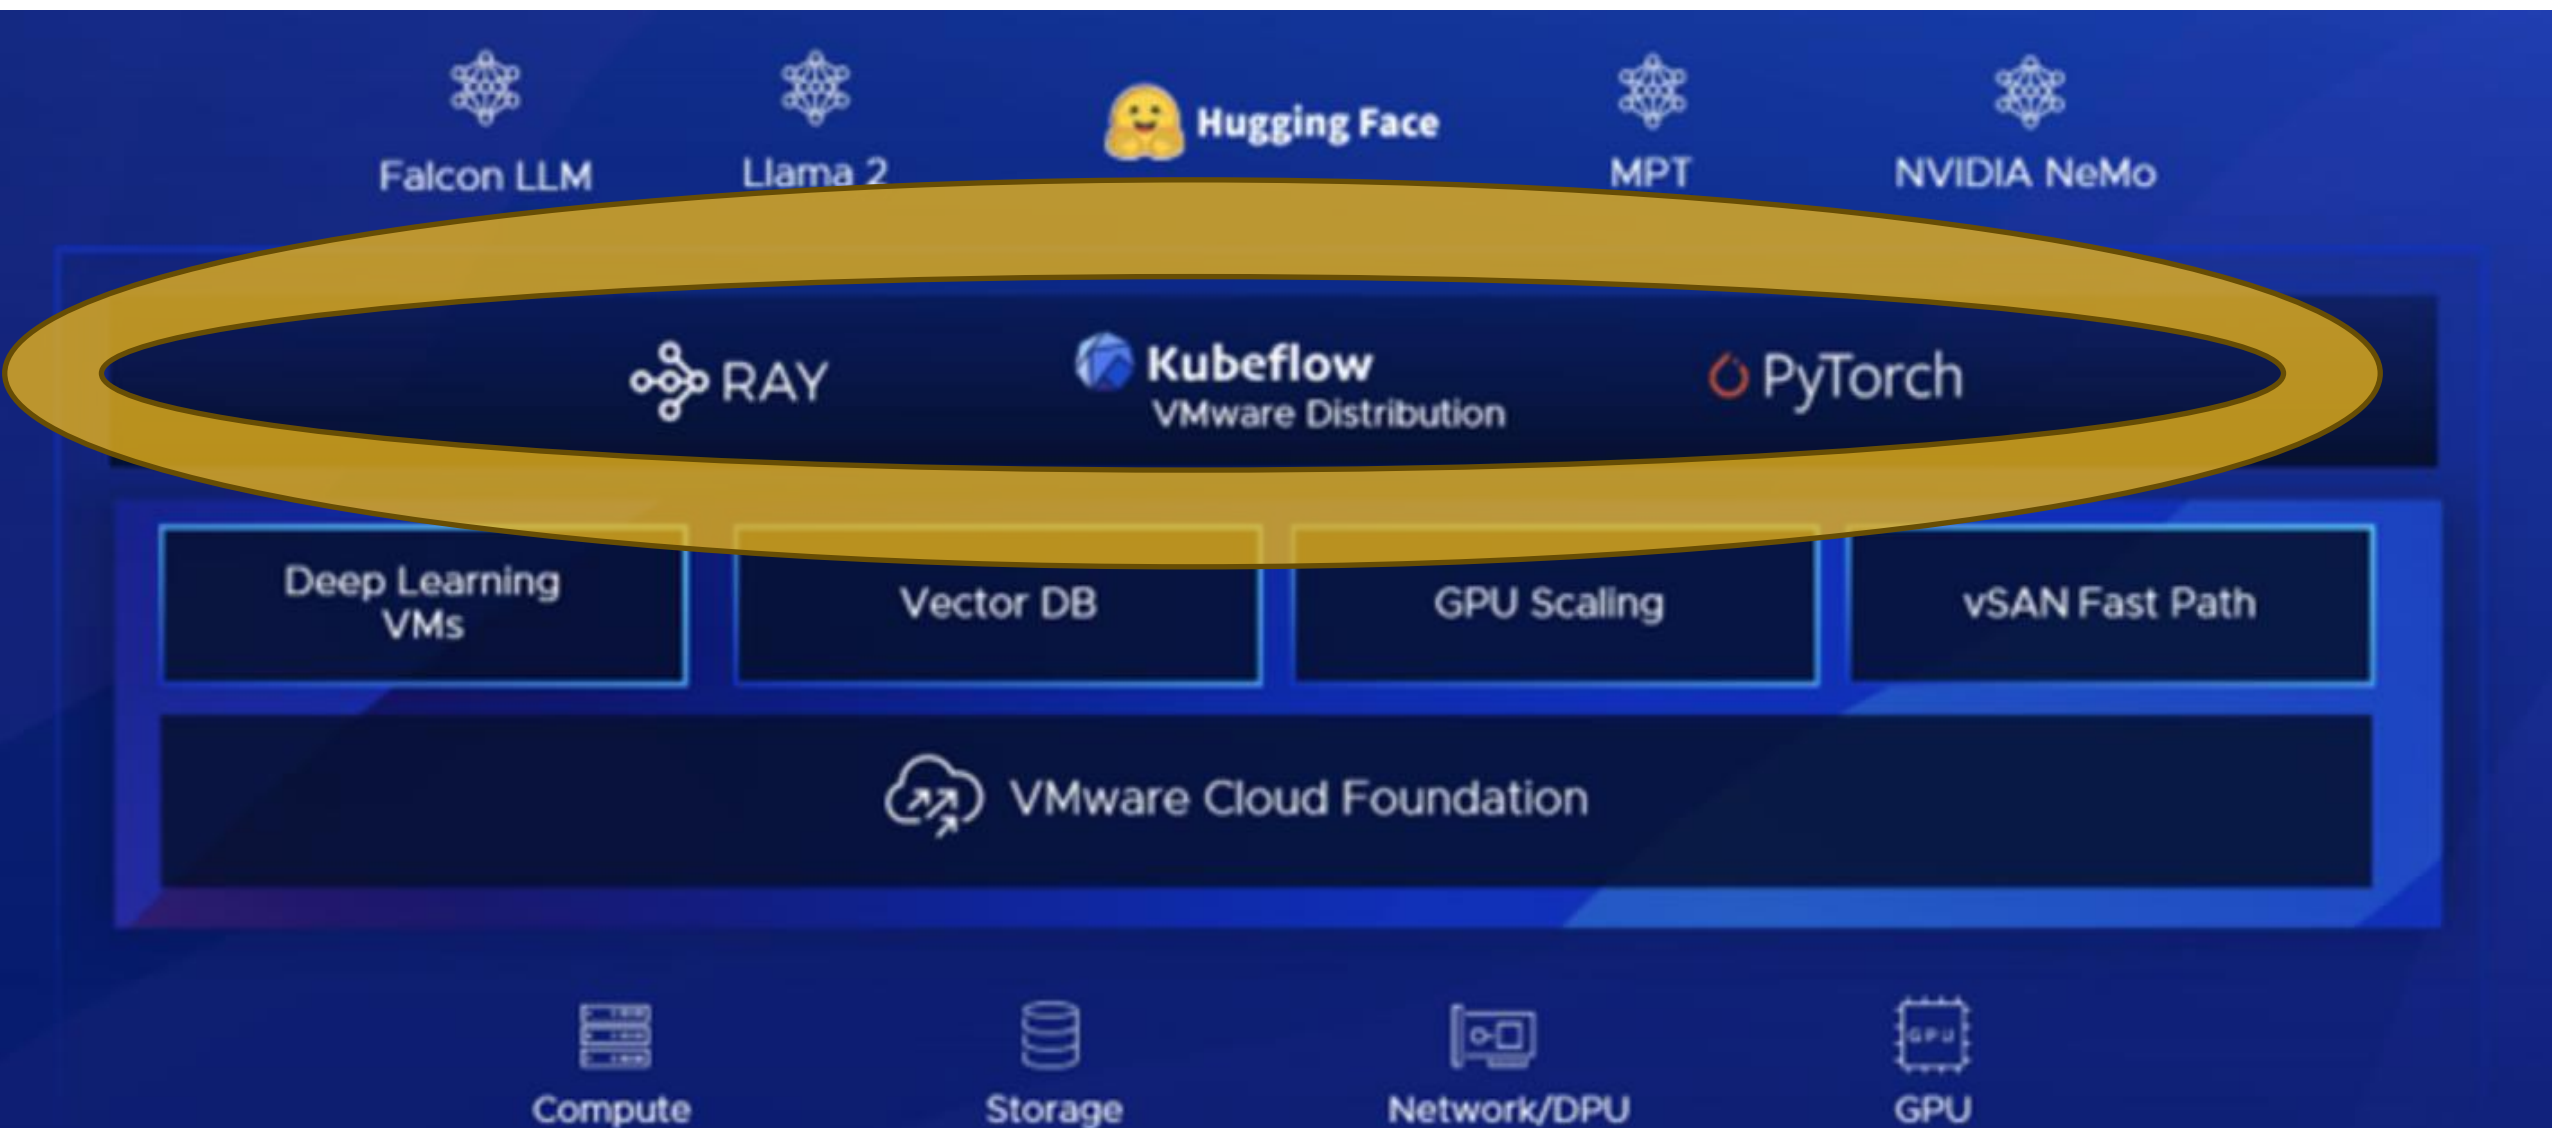 Falcon LLM
Llama 2
Hugging Face
MPT
NVIDIA NeMo
RAY
Kubeflow
VMware Distribution
PyTorch
Deep Learning
VMs
Vector DB
GPU Scaling
vSAN Fast Path
VMware Cloud Foundation
Compute
Storage
Network/DPU
GPU
GPU